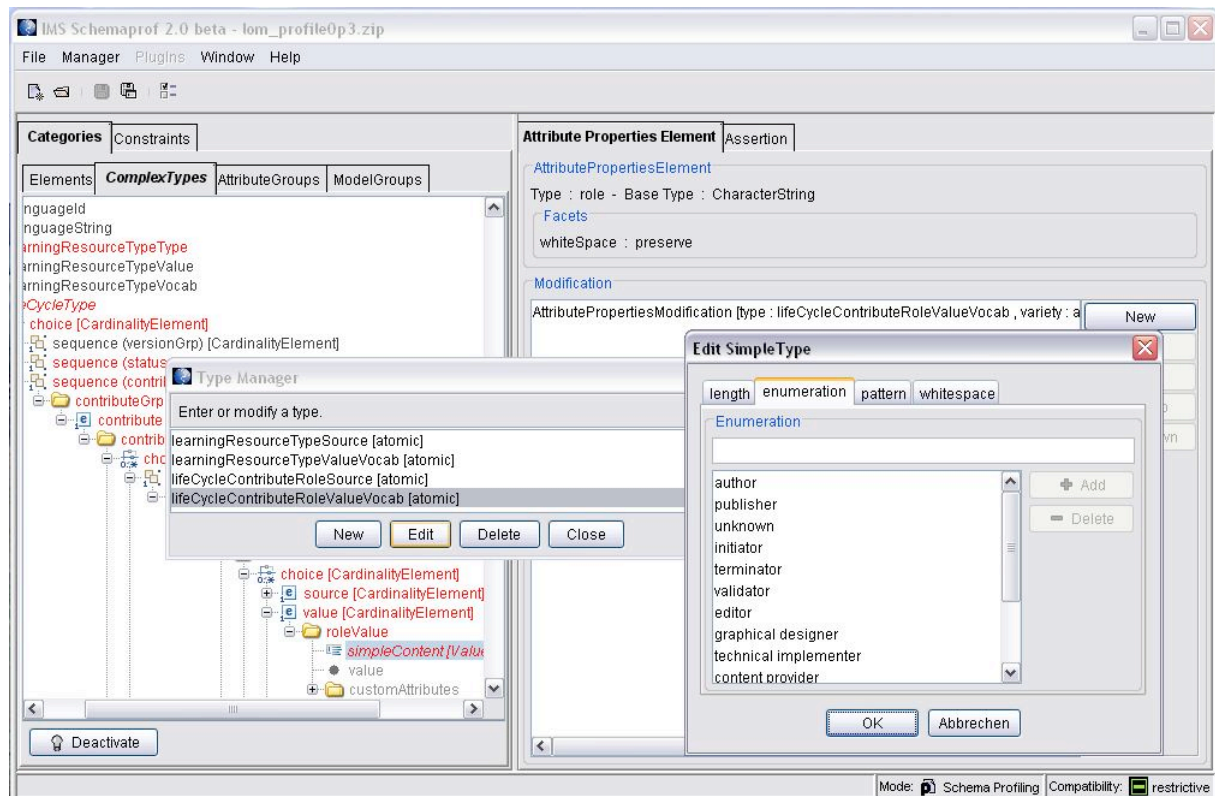 IMS Schemaprof 2.0 beta - lom_profile0p3.zip
File Manager Plugins Window Help
Categories Constraints
Elements ComplexTypes AttributeGroups ModelGroups
nguageId
nguageString
arningResourceTypeType
arningResourceTypeValue
arningResourceTypeVocab
eCycleType
choice [CardinalityElement]
sequence (versionGrp) [CardinalityElement]
sequence (status
sequence (contril
contributeGrp
contribute
contrib
cho
choice [CardinalityElement]
source [CardinalityElement]
value [CardinalityElement]
roleValue
simpleContent [Value
value
customAttributes
Deactivate
Attribute Properties Element Assertion
AttributePropertiesElement
Type : role - Base Type : CharacterString
Facets
whiteSpace : preserve
Modification
AttributePropertiesModification [type : lifeCycleContributeRoleValueVocab , variety : a
New
wn
Type Manager
Enter or modify a type.
learningResourceTypeSource [atomic]
learningResourceTypeValueVocab [atomic]
lifeCycleContributeRoleSource [atomic]
lifeCycleContributeRoleValueVocab [atomic]
New Edit Delete Close
Edit SimpleType
length enumeration pattern whitespace
Enumeration
author
publisher
unknown
initiator
terminator
validator
editor
graphical designer
technical implementer
content provider
Add
Delete
OK Abbrechen
Mode: Schema Profiling Compatibility: restrictive